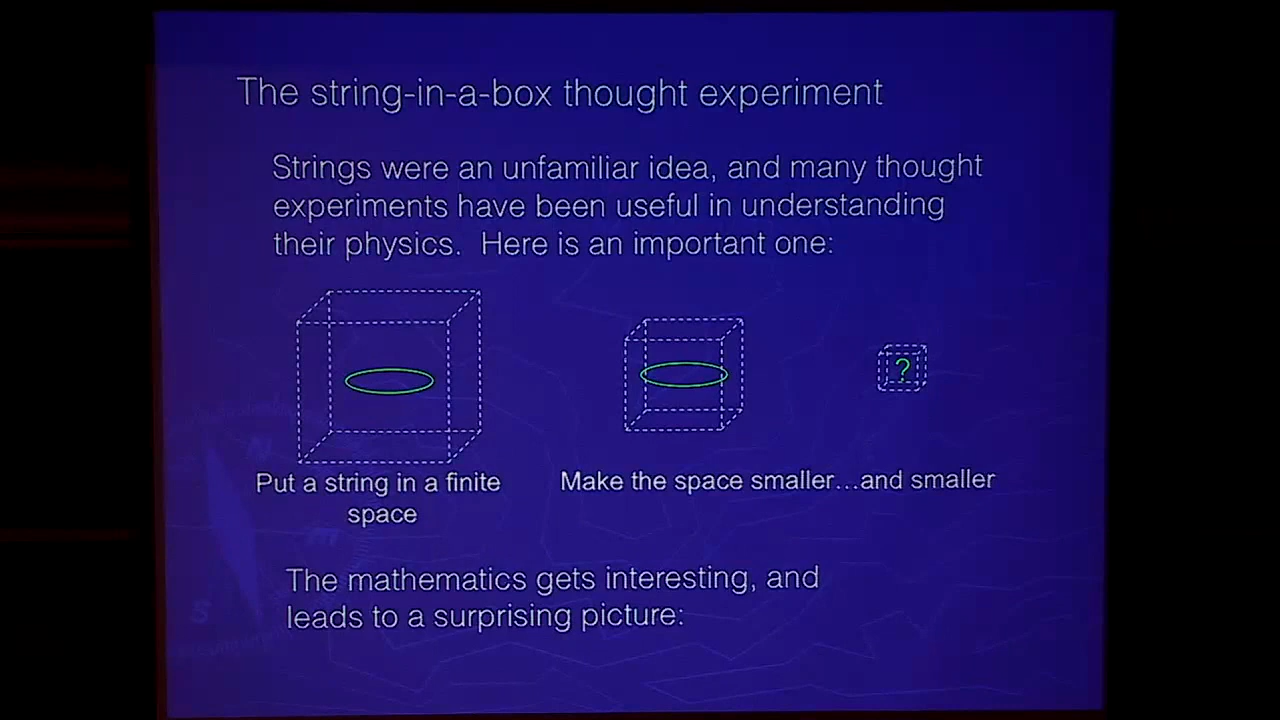 The string-in-a-box thought experiment
Strings were an unfamiliar idea, and many thought
experiments have been useful in understanding
their physics.  Here is an important one:
?
Put a string in a finite
space
Make the space smaller…and smaller
The mathematics gets interesting, and
leads to a surprising picture:
N
m
S